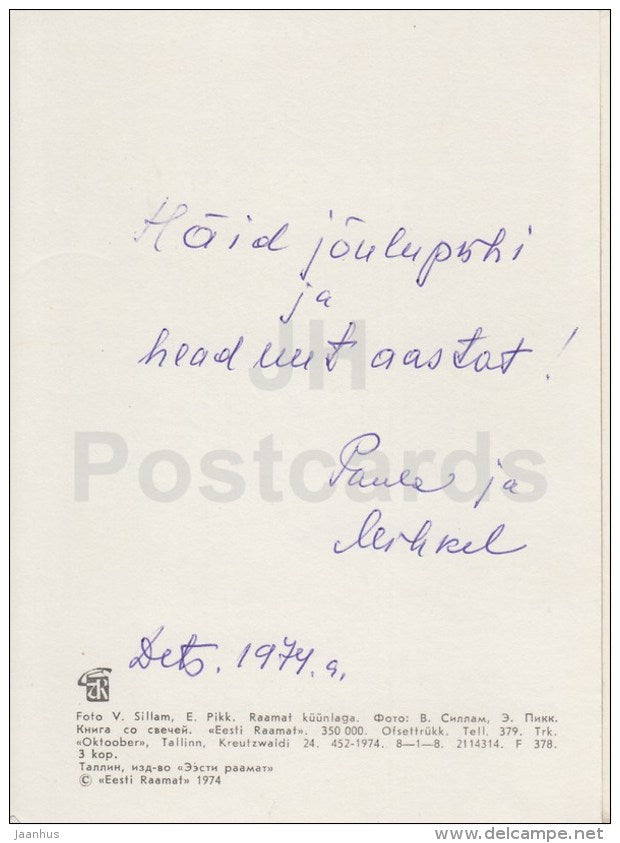 Häid jõulupühi
ja
head uut aastat!
JH
Postcards
Paula ja
Mihkel
Dets. 1974.a.
Foto V. Sillam, E. Pikk. Raamat küünlaga. Фото: В. Силлам, Э. Пикк.
Книга со свечей. «Eesti Raamat». 350 000. Ofsettrükk. Tell. 379. Trk.
«Oktoober», Tallinn, Kreutzwaldi 24. 452-1974. 8—1—8. 2114314. F 378.
3 kop.
Таллин, изд-во «Ээсти раамат»
© «Eesti Raamat» 1974
jaanhus
www.delcampe.net